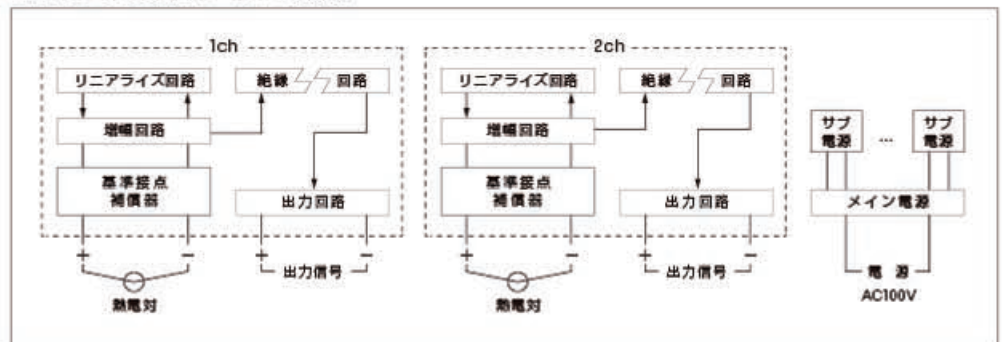 1ch
リニアライズ回路
絶縁 回路
増幅回路
基準接点
補償器
出力回路
+ − + −
出力信号
熱電対
2ch
リニアライズ回路
絶縁 回路
増幅回路
基準接点
補償器
出力回路
+ − + −
出力信号
熱電対
サブ
電源
…
サブ
電源
メイン電源
電 源
AC100V